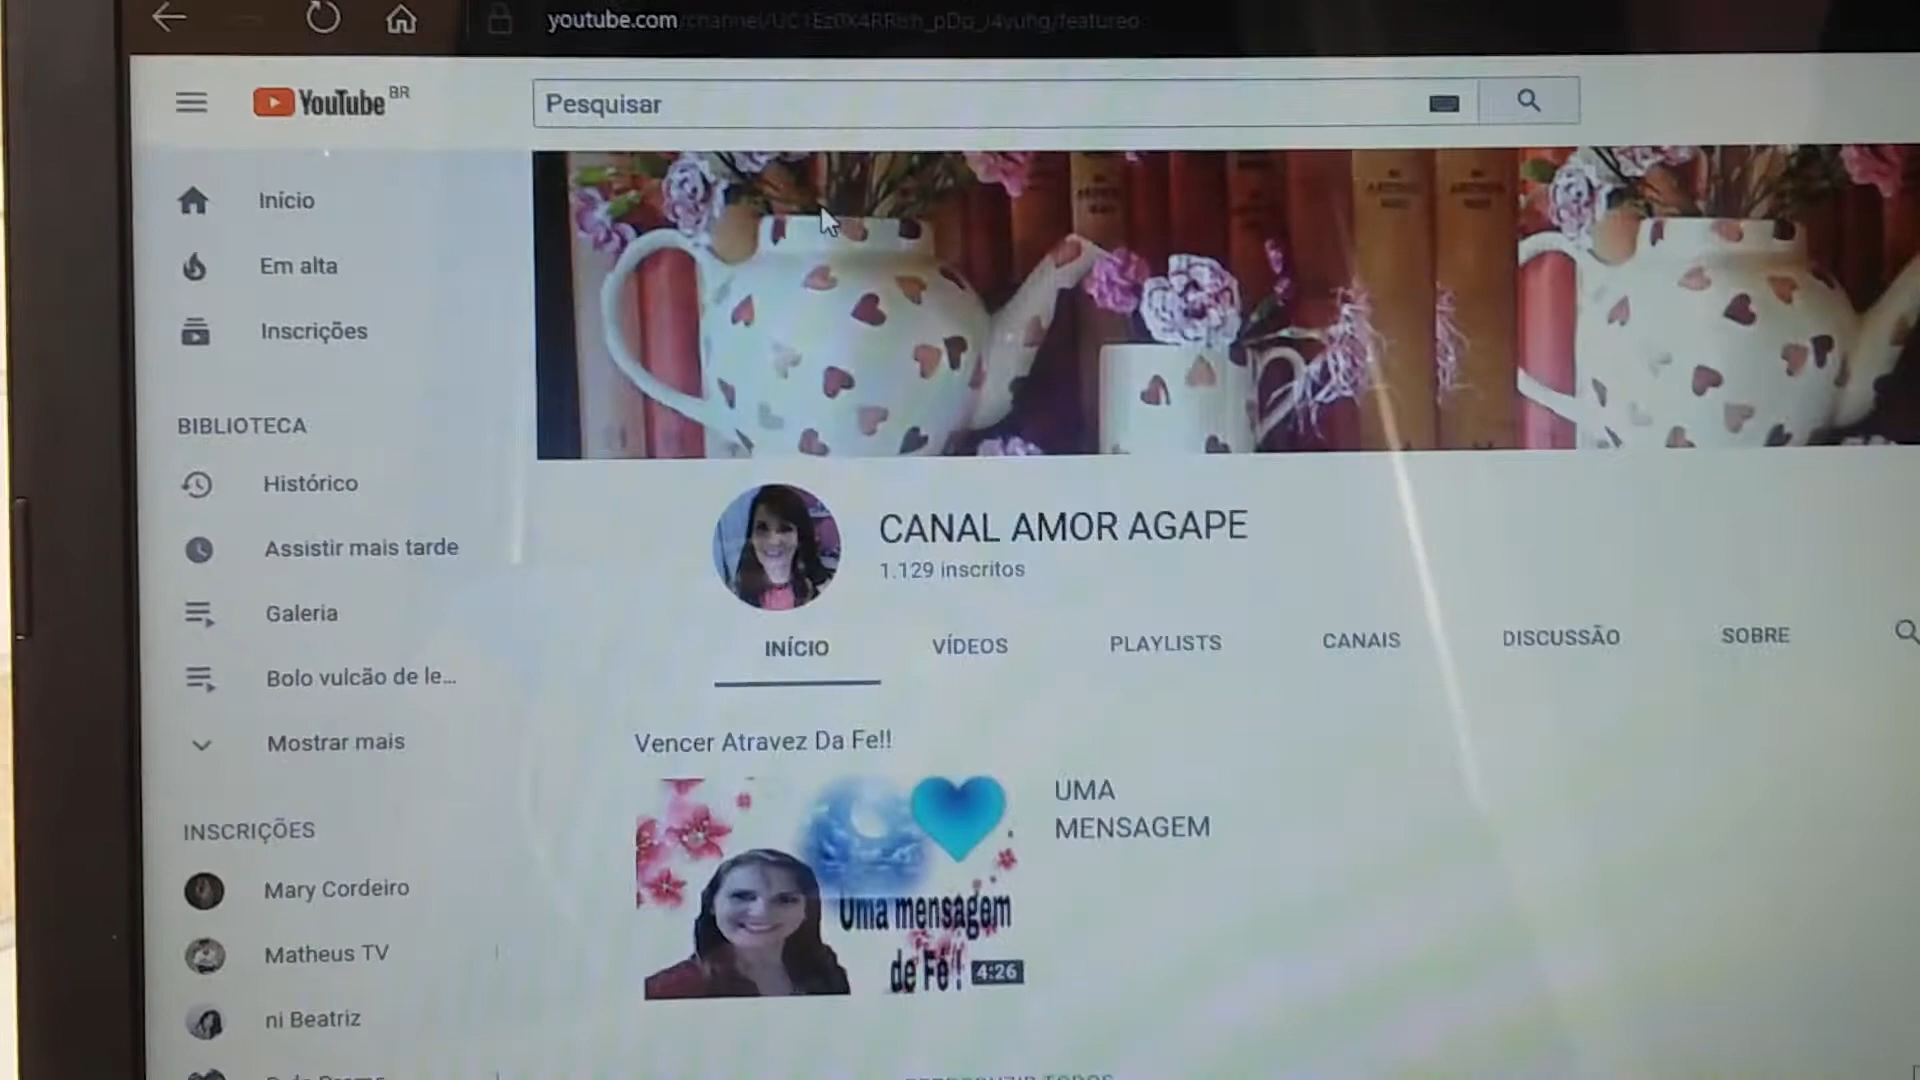 youtube.com
YouTube BR
Pesquisar
Início
Em alta
Inscrições
BIBLIOTECA
Histórico
Assistir mais tarde
Galeria
Bolo vulcão de le...
Mostrar mais
INSCRIÇÕES
Mary Cordeiro
Matheus TV
ni Beatriz
CANAL AMOR AGAPE
1.129 inscritos
INÍCIO VÍDEOS PLAYLISTS CANAIS DISCUSSÃO SOBRE
Vencer Atravez Da Fe!!
Uma mensagem
de Fé!
4:26
UMA
MENSAGEM